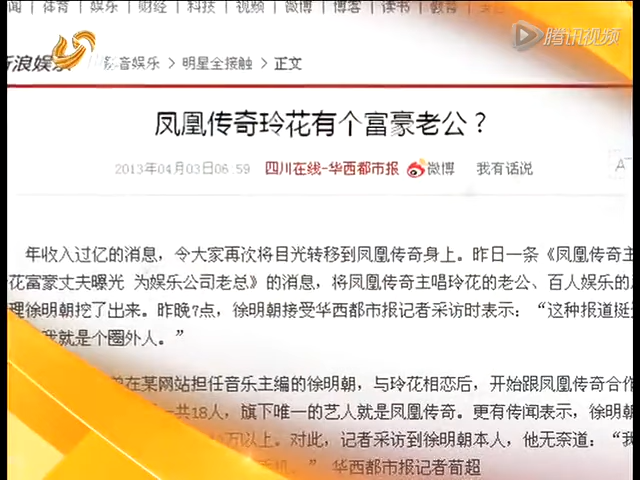 闻 体育 娱乐 财经 科技 视频 微博 博客 读书 教育
腾讯视频
新浪娱乐 影音娱乐 > 明星全接触 > 正文
凤凰传奇玲花有个富豪老公？
2013年04月03日06:59 四川在线-华西都市报 微博 我有话说 A
年收入过亿的消息，令大家再次将目光转移到凤凰传奇身上。昨日一条《凤凰传奇主
花富豪丈夫曝光 为娱乐公司老总》的消息，将凤凰传奇主唱玲花的老公、百人娱乐的总
理徐明朝挖了出来。昨晚7点，徐明朝接受华西都市报记者采访时表示：“这种报道挺
我就是个圈外人。”
在某网站担任音乐主编的徐明朝，与玲花相恋后，开始跟凤凰传奇合作
一共18人，旗下唯一的艺人就是凤凰传奇。更有传闻表示，徐明朝
万以上。对此，记者采访到徐明朝本人，他无奈道：“我
手机。” 华西都市报记者荀超